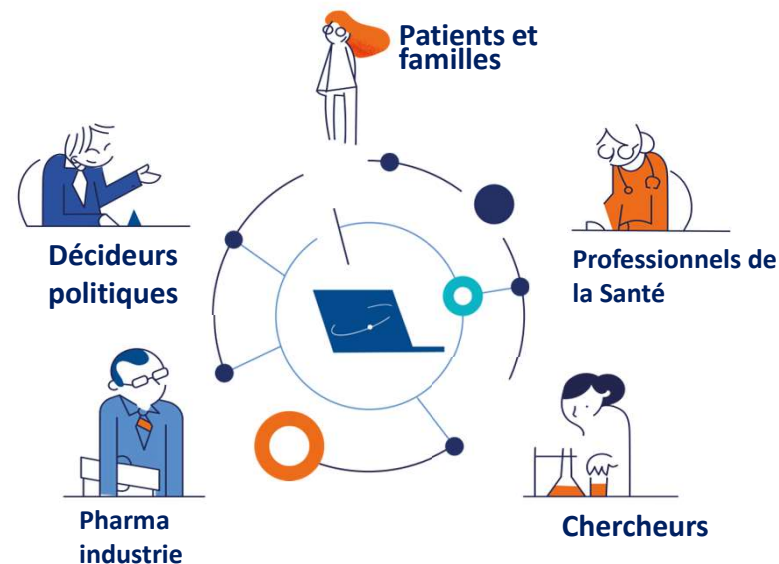 Patients et
familles
Décideurs
politiques
Professionnels de
la Santé
Pharma
industrie
Chercheurs